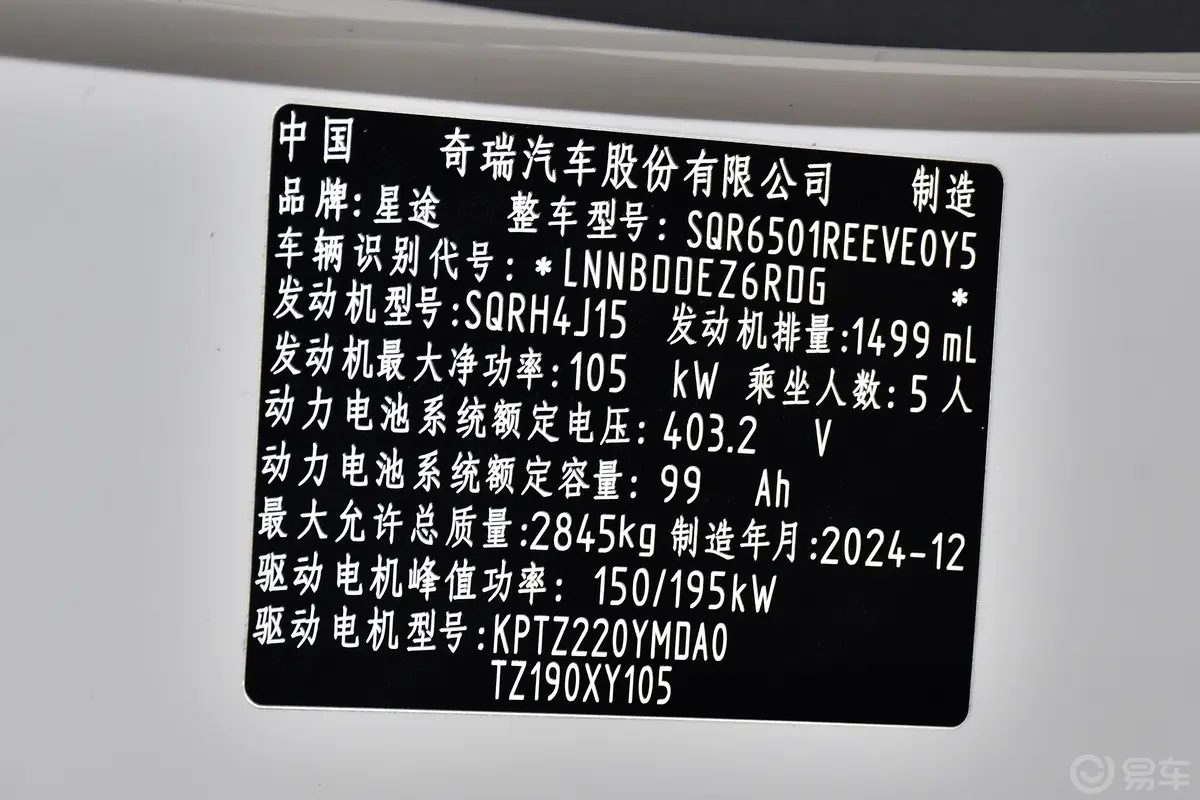 中国 奇瑞汽车股份有限公司 制造
品牌:星途 整车型号:SQR6501REEVE0Y5
车辆识别代号:*LNNBDDEZ6RDG *
发动机型号:SQRH4J15 发动机排量:1499 mL
发动机最大净功率:105 kW 乘坐人数:5 人
动力电池系统额定电压:403.2 V
动力电池系统额定容量:99 Ah
最大允许总质量:2845kg 制造年月:2024-12
驱动电机峰值功率: 150/195kW
驱动电机型号:KPTZ220YMDA0
TZ190XY105
易车